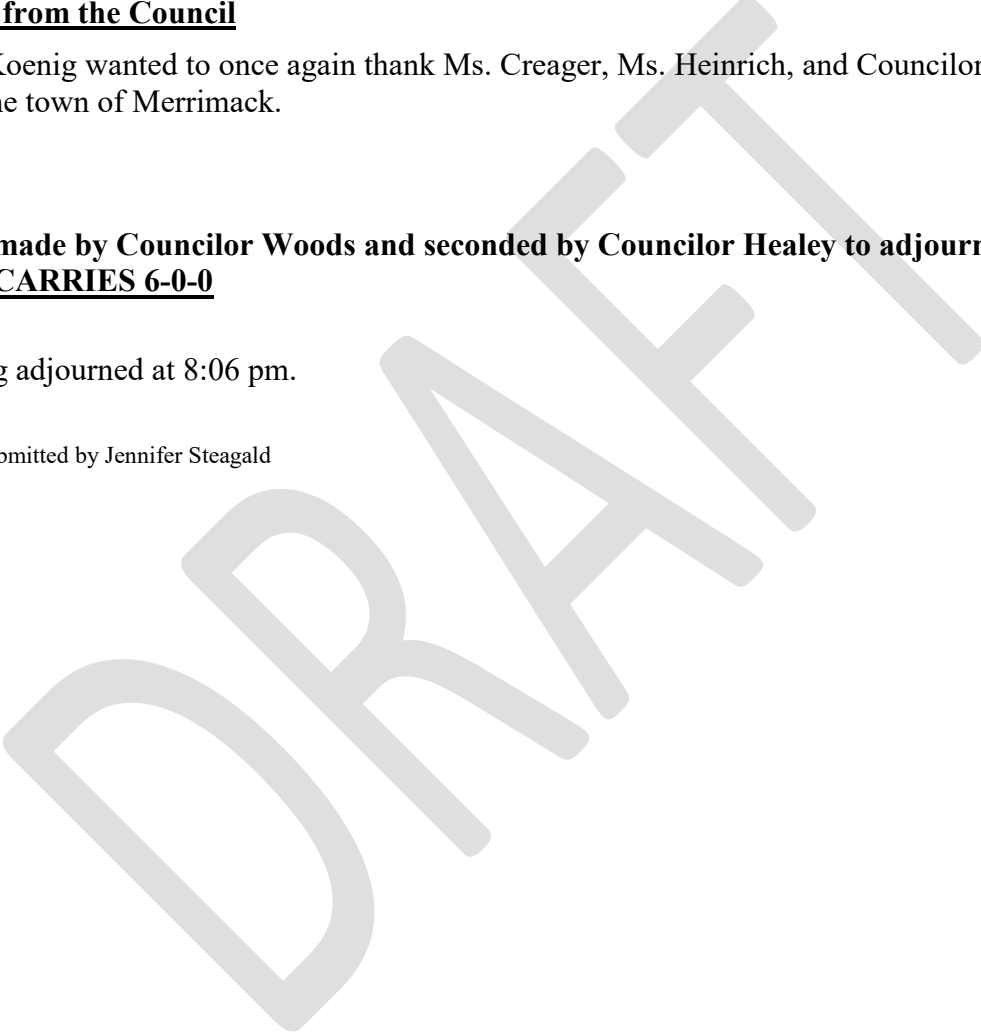 from the Council
Koenig wanted to once again thank Ms. Creager, Ms. Heinrich, and Councilor
town of Merrimack.
made by Councilor Woods and seconded by Councilor Healey to adjourn
CARRIES 6-0-0
adjourned at 8:06 pm.
by Jennifer Steagald
DRAFT